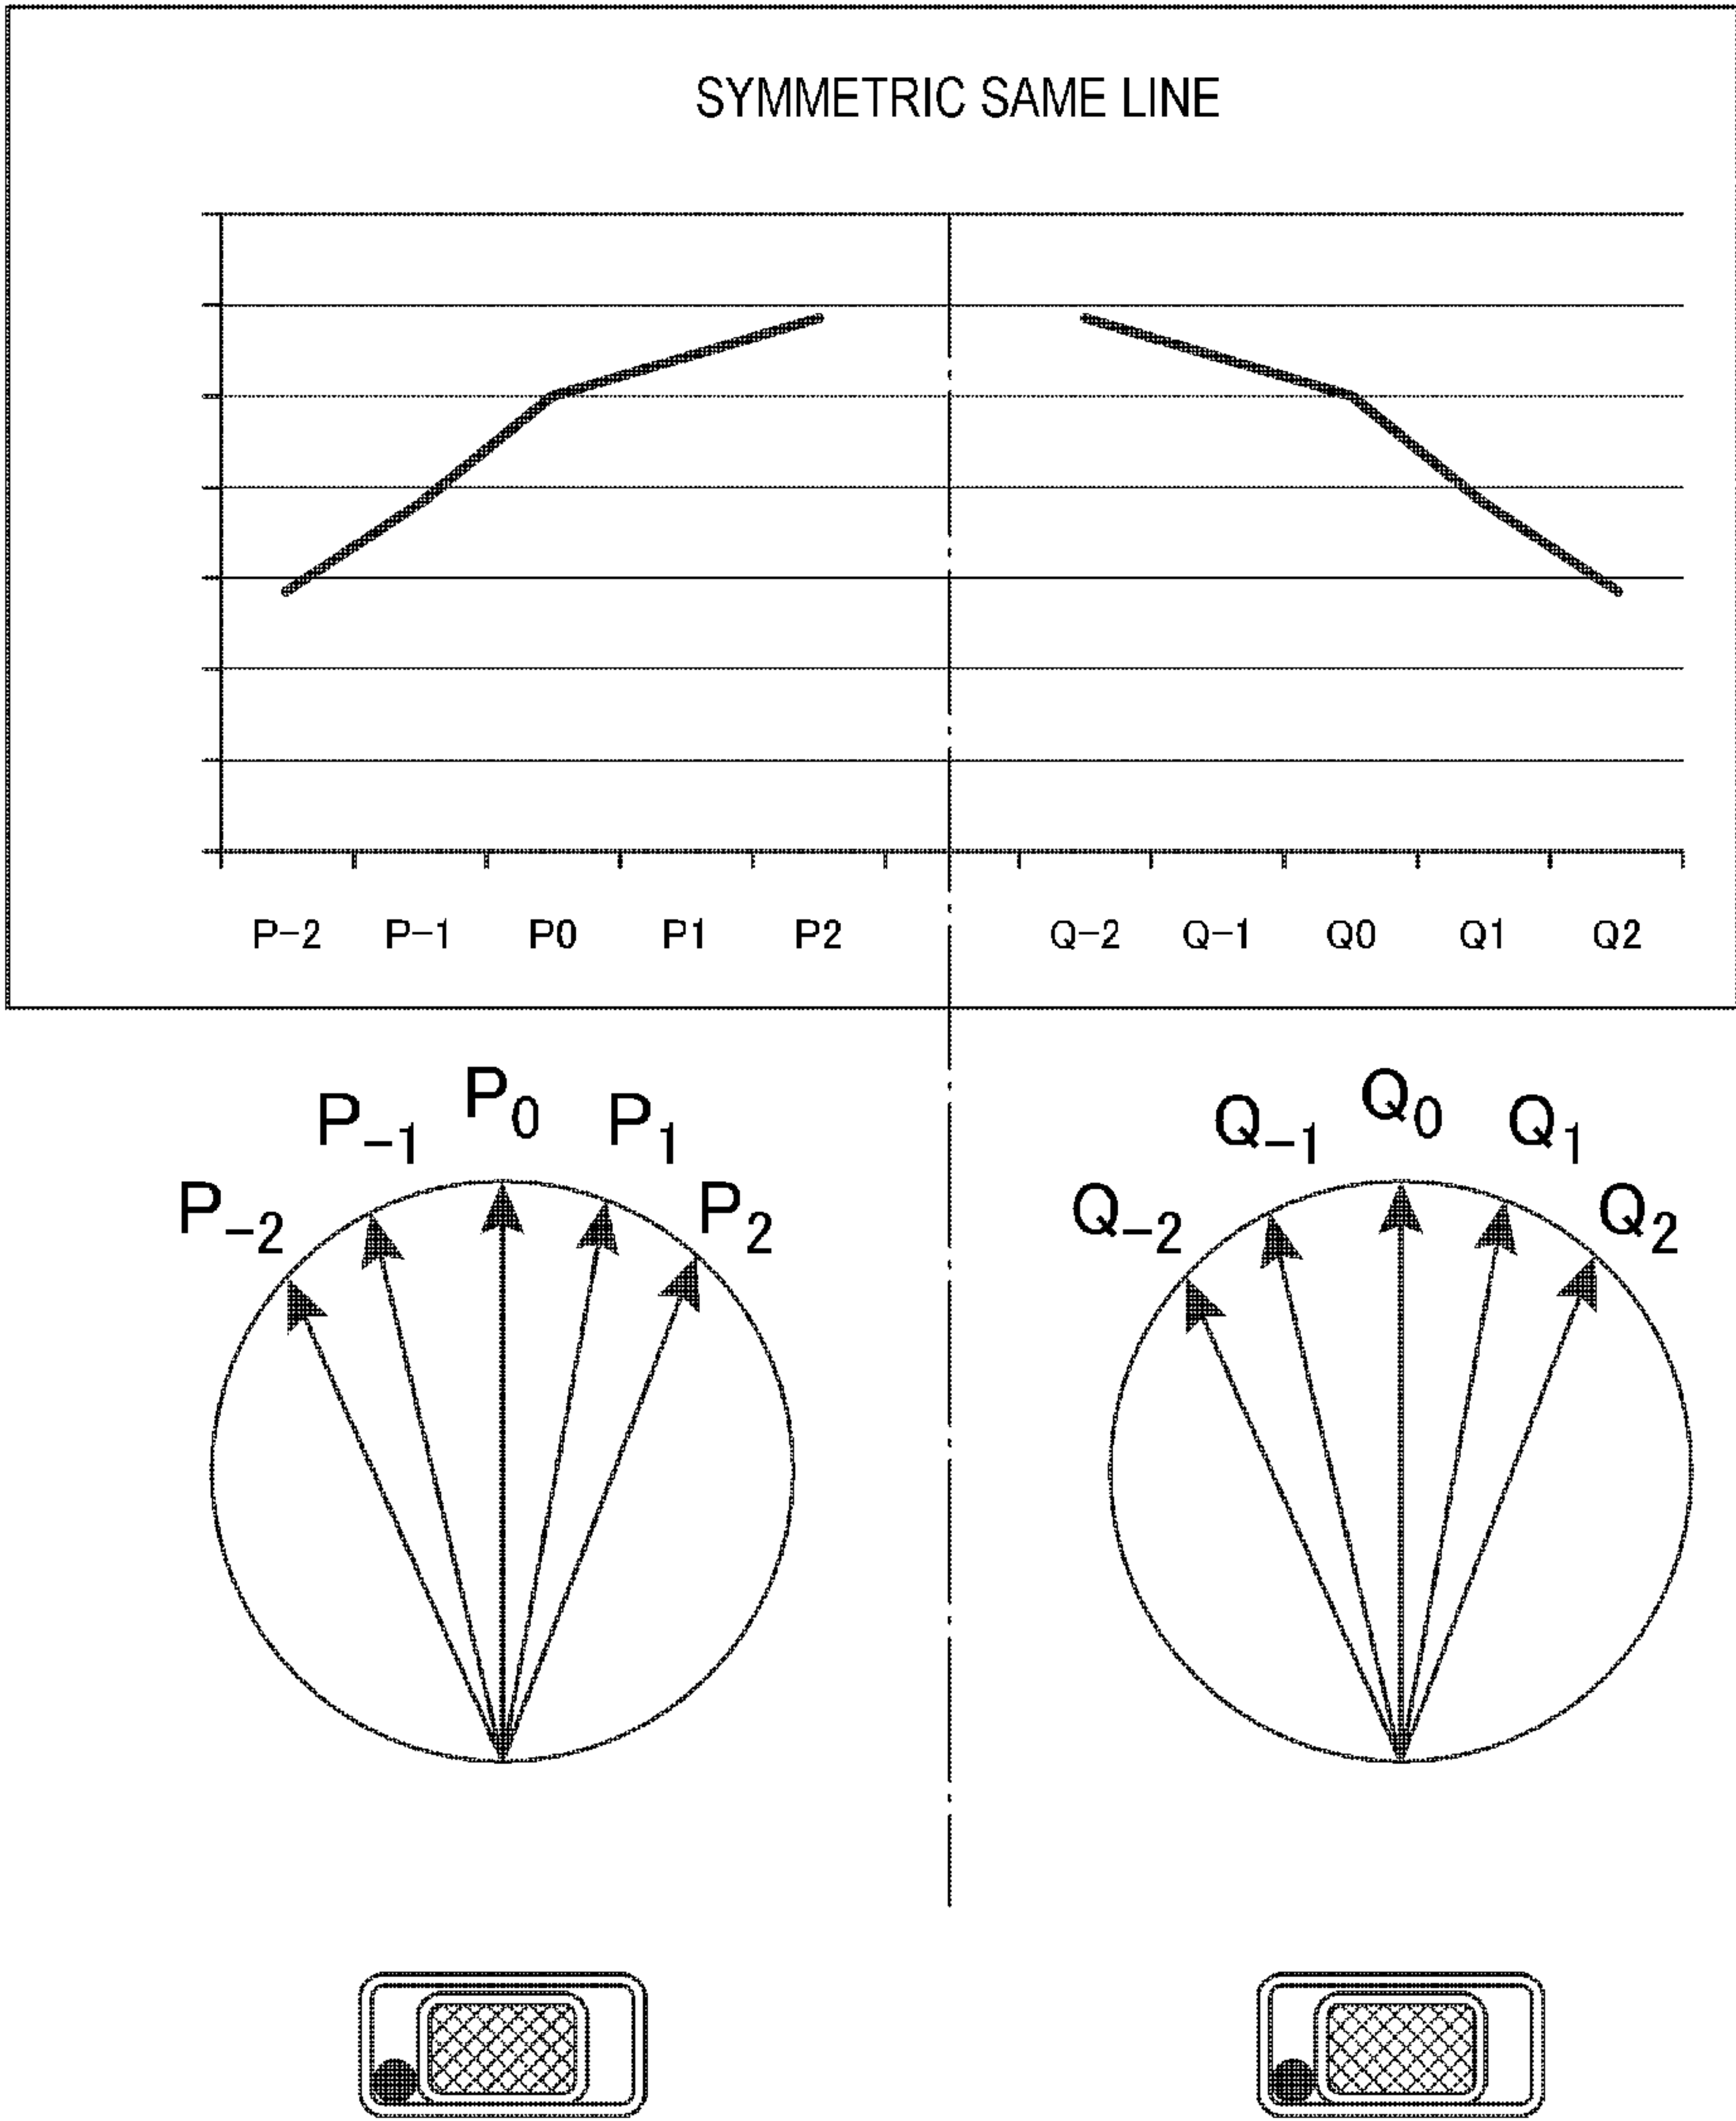 SYMMETRIC SAME LINE
P-2 P-1 P0 P1 P2 Q-2 Q-1 Q0 Q1 Q2
P₋₂ P₋₁ P₀ P₁ P₂ Q₋₂ Q₋₁ Q₀ Q₁ Q₂